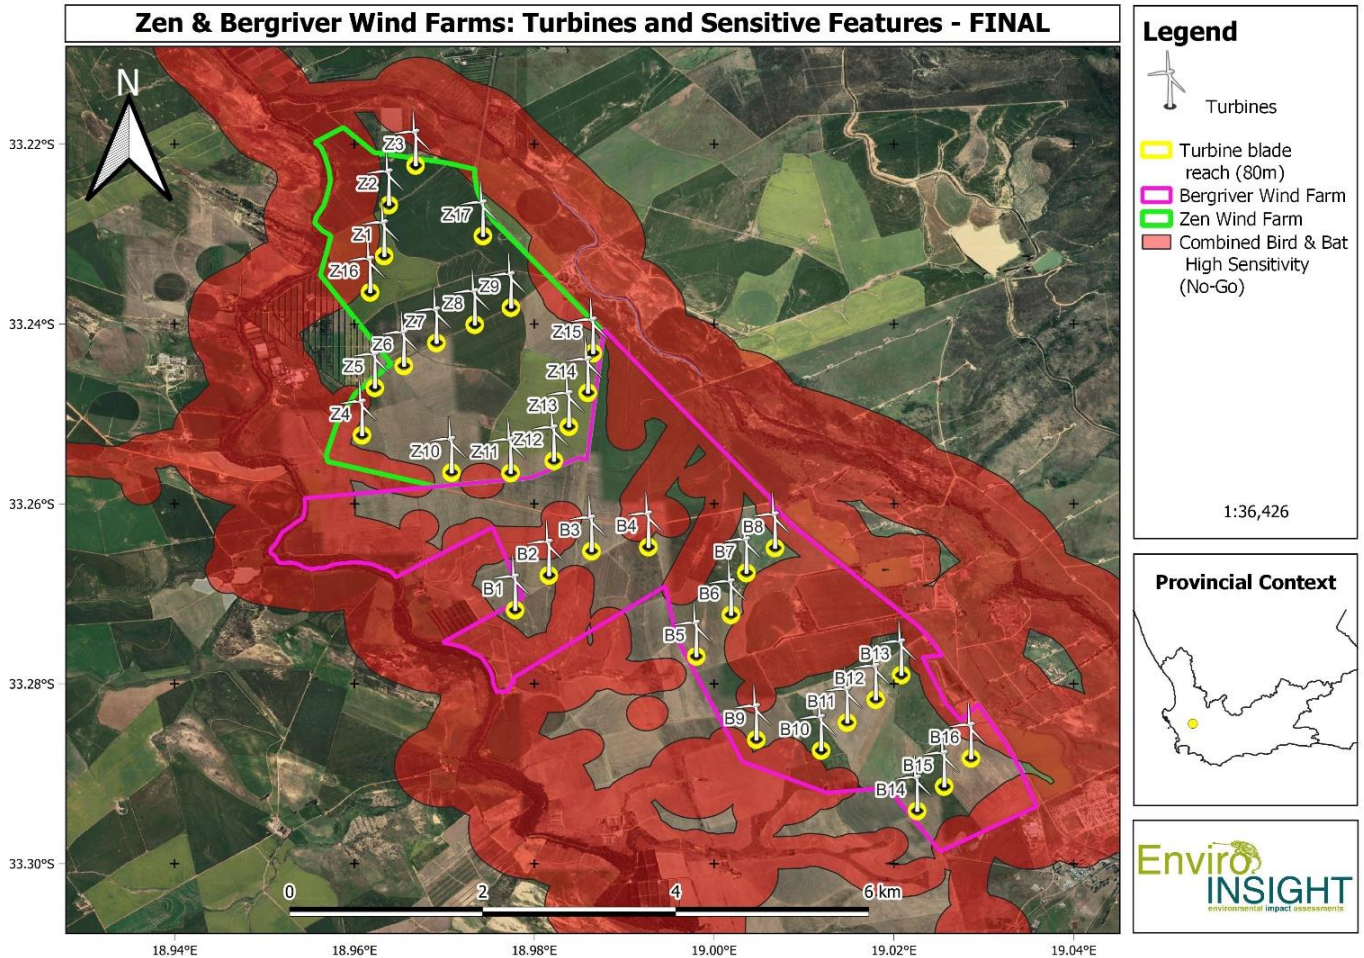 Zen & Bergriver Wind Farms: Turbines and Sensitive Features - FINAL
N
33.22°S
33.24°S
33.26°S
33.28°S
33.30°S
18.94°E
18.96°E
18.98°E
19.00°E
19.02°E
19.04°E
Z3
Z2
Z17
Z1
Z16
Z9
Z8
Z7
Z15
Z6
Z5
Z14
Z13
Z4
Z12
Z10
Z11
B3
B4
B8
B2
B7
B1
B6
B5
B13
B12
B11
B9
B10
B16
B15
B14
0
2
4
6 km
Legend
Turbines
Turbine blade
reach (80m)
Bergriver Wind Farm
Zen Wind Farm
Combined Bird & Bat
High Sensitivity
(No-Go)
1:36,426
Provincial Context
Enviro
INSIGHT
environmental impact assessments